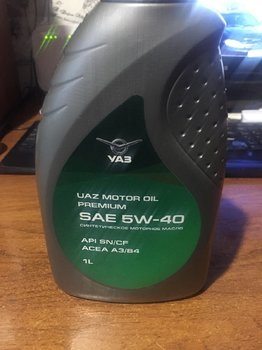 УАЗ
UAZ MOTOR OIL
PREMIUM
SAE 5W-40
СИНТЕТИЧЕСКОЕ МОТОРНОЕ МАСЛО
API SN/CF
ACEA A3/B4
1L